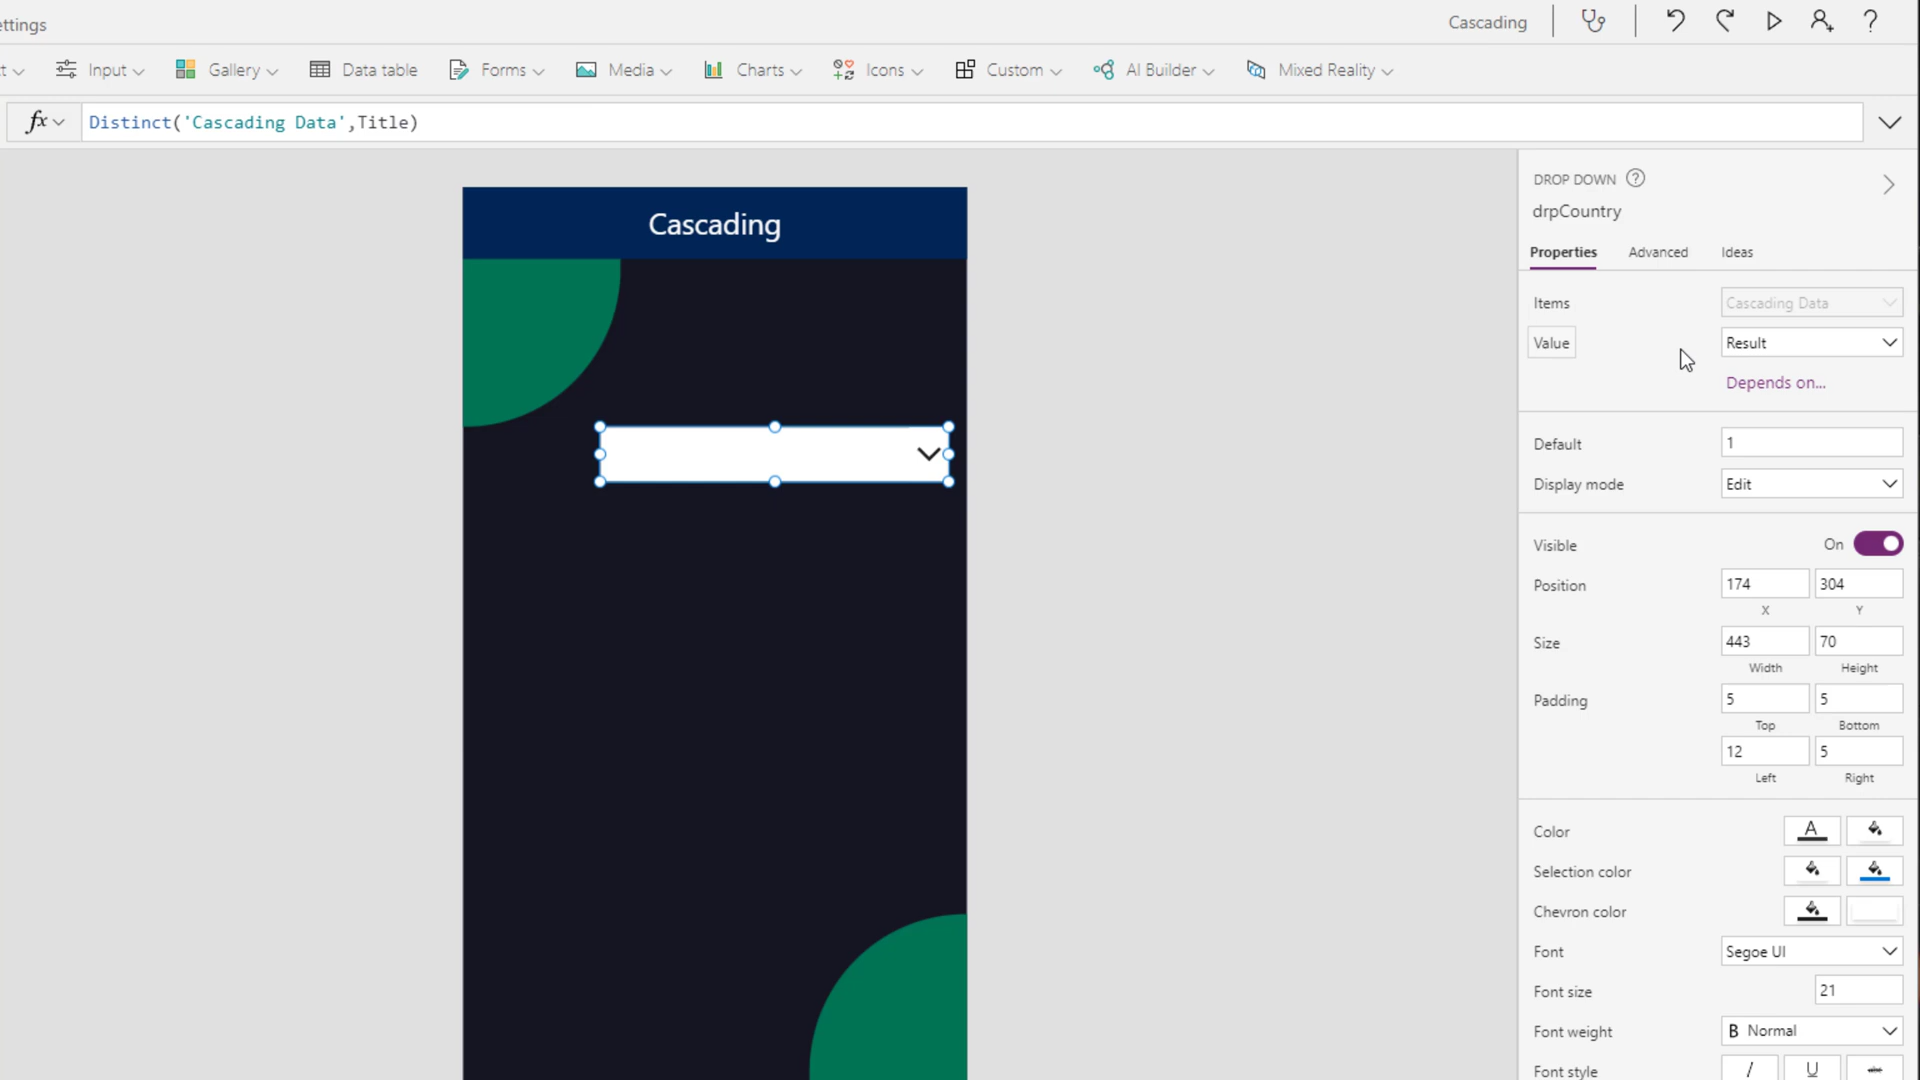 ettings
Cascading
t
Input
Gallery
Data table
Forms
Media
Charts
Icons
Custom
AI Builder
Mixed Reality
fx
Distinct('Cascading Data',Title)
Cascading
DROP DOWN
drpCountry
Properties Advanced Ideas
Items Cascading Data
Value Result
Depends on...
Default 1
Display mode Edit
Visible On
Position 174 304
X Y
Size 443 70
Width Height
Padding 5 5
Top Bottom
12 5
Left Right
Color A
Selection color
Chevron color
Font Segoe UI
Font size 21
Font weight B Normal
Font style / U abc